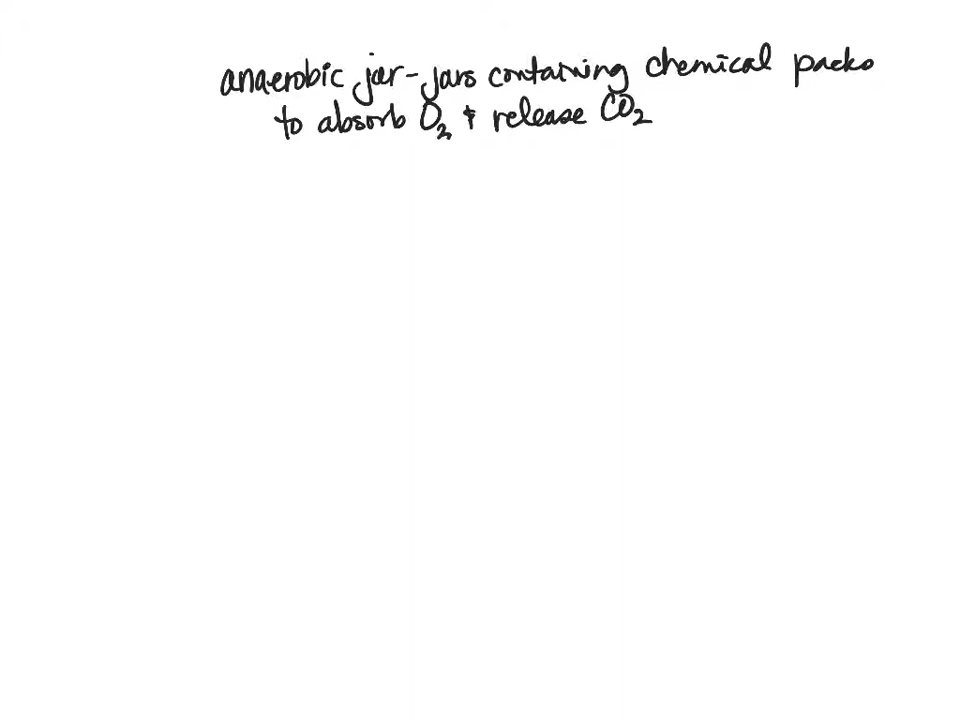 anaerobic jar - jars containing chemical packs
to absorb O₂ & release CO₂